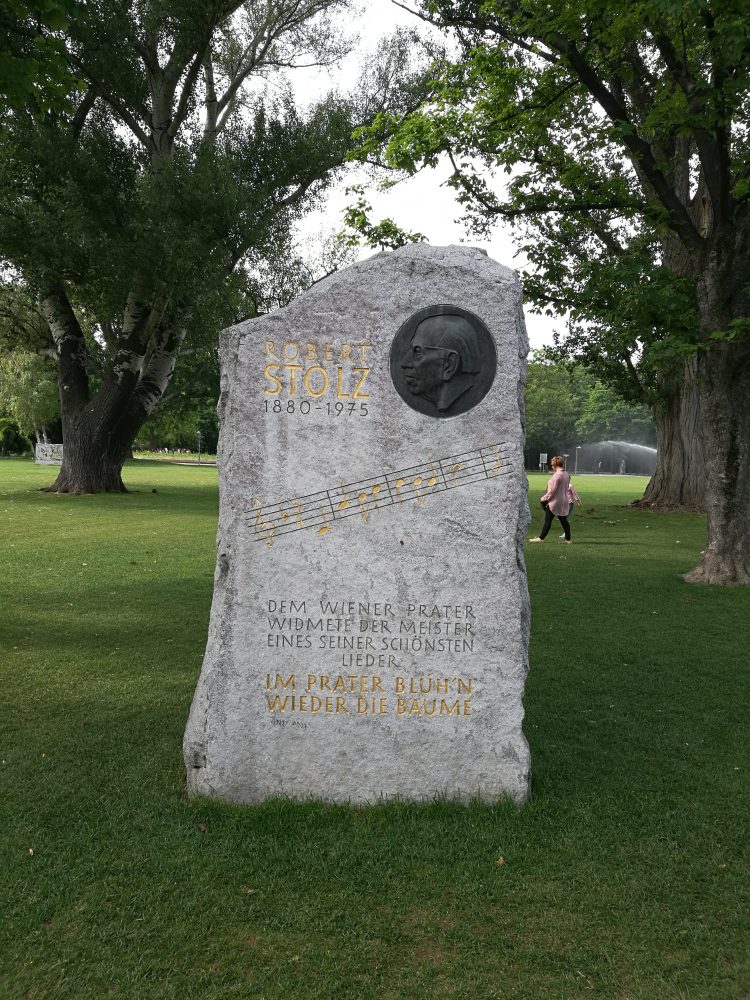 ROBERT
STOLZ
1880-1975
DEM WIENER PRATER
WIDMETE DER MEISTER
EINES SEINER SCHÖNSTEN
LIEDER
IM PRATER BLÜH'N
WIEDER DIE BÄUME